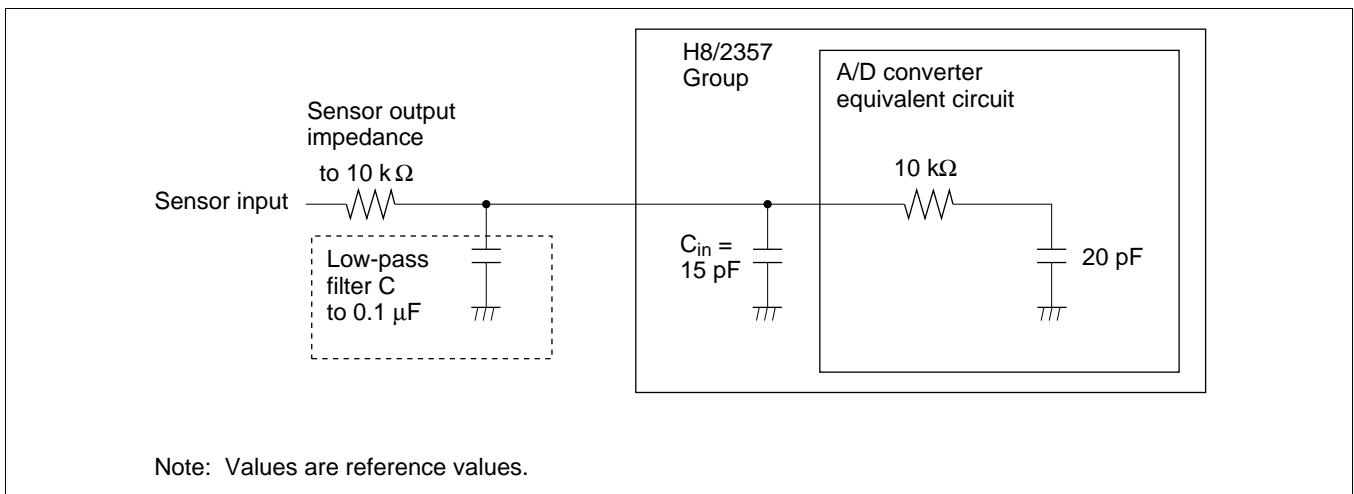 H8/2357
Group
A/D converter
equivalent circuit
Sensor output
impedance
to 10 k Ω
10 kΩ
Sensor input
Low-pass
filter C
to 0.1 μF
Cin =
15 pF
20 pF
Note: Values are reference values.